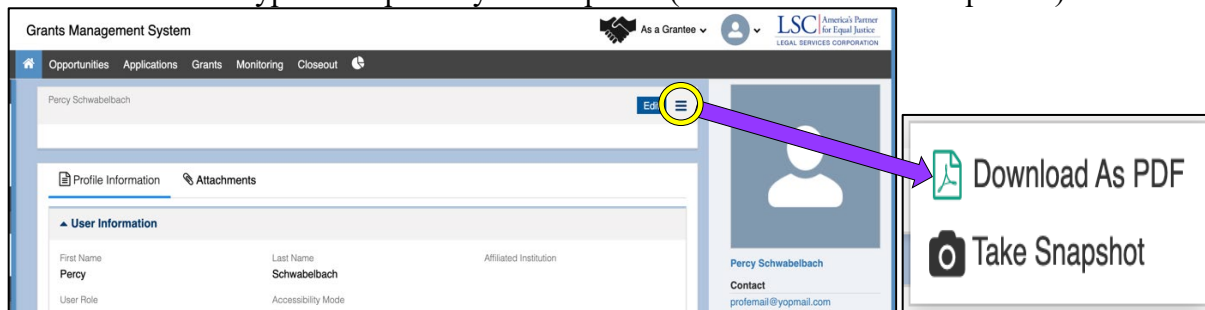 Grants Management System
As a Grantee
LSC America's Partner for Equal Justice
LEGAL SERVICES CORPORATION
Opportunities Applications Grants Monitoring Closeout
Percy Schwabelbach
Profile Information Attachments
User Information
First Name Last Name Affiliated Institution
Percy Schwabelbach
User Role Accessibility Mode
Percy Schwabelbach
Contact
profemail@yopmail.com
Download As PDF
Take Snapshot